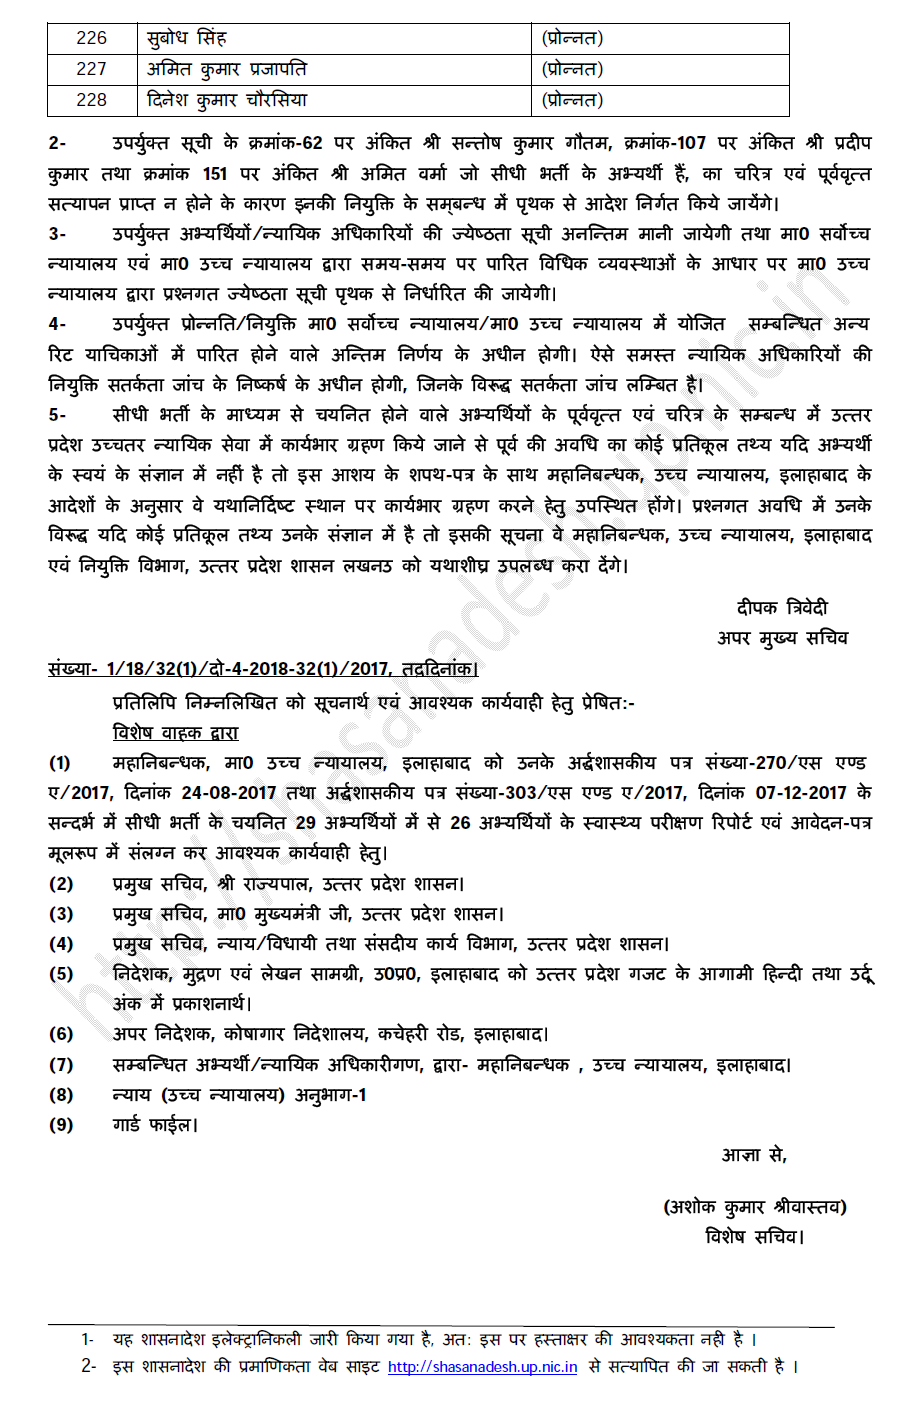 226 सुबोध सिंह (प्रोन्नत)
227 अमित कुमार प्रजापति (प्रोन्नत)
228 दिनेश कुमार चौरसिया (प्रोन्नत)
2- उपर्युक्त सूची के क्रमांक-62 पर अंकित श्री सन्तोष कुमार गौतम, क्रमांक-107 पर अंकित श्री प्रदीप
कुमार तथा क्रमांक 151 पर अंकित श्री अमित वर्मा जो सीधी भर्ती के अभ्यर्थी हैं, का चरित्र एवं पूर्ववृत्त
सत्यापन प्राप्त न होने के कारण इनकी नियुक्ति के सम्बन्ध में पृथक से आदेश निर्गत किये जायेंगे।
3- उपर्युक्त अभ्यर्थियों/न्यायिक अधिकारियों की ज्येष्ठता सूची अनन्तिम मानी जायेगी तथा मा0 सर्वोच्च
न्यायालय एवं मा0 उच्च न्यायालय द्वारा समय-समय पर पारित विधिक व्यवस्थाओं के आधार पर मा0 उच्च
न्यायालय द्वारा प्रश्नगत ज्येष्ठता सूची पृथक से निर्धारित की जायेगी।
4- उपर्युक्त प्रोन्नति/नियुक्ति मा0 सर्वोच्च न्यायालय/मा0 उच्च न्यायालय में योजित सम्बन्धित अन्य
रिट याचिकाओं में पारित होने वाले अन्तिम निर्णय के अधीन होगी। ऐसे समस्त न्यायिक अधिकारियों की
नियुक्ति सतर्कता जांच के निष्कर्ष के अधीन होगी, जिनके विरूद्ध सतर्कता जांच लम्बित है।
5- सीधी भर्ती के माध्यम से चयनित होने वाले अभ्यर्थियों के पूर्ववृत्त एवं चरित्र के सम्बन्ध में उत्तर
प्रदेश उच्चतर न्यायिक सेवा में कार्यभार ग्रहण किये जाने से पूर्व की अवधि का कोई प्रतिकूल तथ्य यदि अभ्यर्थी
के स्वयं के संज्ञान में नहीं है तो इस आशय के शपथ-पत्र के साथ महानिबन्धक, उच्च न्यायालय, इलाहाबाद के
आदेशों के अनुसार वे यथानिर्दिष्ट स्थान पर कार्यभार ग्रहण करने हेतु उपस्थित होंगे। प्रश्नगत अवधि में उनके
विरूद्ध यदि कोई प्रतिकूल तथ्य उनके संज्ञान में है तो इसकी सूचना वे महानिबन्धक, उच्च न्यायालय, इलाहाबाद
एवं नियुक्ति विभाग, उत्तर प्रदेश शासन लखनउ को यथाशीघ्र उपलब्ध करा देंगे।
दीपक त्रिवेदी
अपर मुख्य सचिव
संख्या- 1/18/32(1)/दो-4-2018-32(1)/2017, तद्दिनांक।
प्रतिलिपि निम्नलिखित को सूचनार्थ एवं आवश्यक कार्यवाही हेतु प्रेषित:-
विशेष वाहक द्वारा
(1) महानिबन्धक, मा0 उच्च न्यायालय, इलाहाबाद को उनके अर्द्धशासकीय पत्र संख्या-270/एस एण्ड
ए/2017, दिनांक 24-08-2017 तथा अर्द्धशासकीय पत्र संख्या-303/एस एण्ड ए/2017, दिनांक 07-12-2017 के
सन्दर्भ में सीधी भर्ती के चयनित 29 अभ्यर्थियों में से 26 अभ्यर्थियों के स्वास्थ्य परीक्षण रिपोर्ट एवं आवेदन-पत्र
मूलरूप में संलग्न कर आवश्यक कार्यवाही हेतु।
(2) प्रमुख सचिव, श्री राज्यपाल, उत्तर प्रदेश शासन।
(3) प्रमुख सचिव, मा0 मुख्यमंत्री जी, उत्तर प्रदेश शासन।
(4) प्रमुख सचिव, न्याय/विधायी तथा संसदीय कार्य विभाग, उत्तर प्रदेश शासन।
(5) निदेशक, मुद्रण एवं लेखन सामग्री, उ0प्र0, इलाहाबाद को उत्तर प्रदेश गजट के आगामी हिन्दी तथा उर्दू
अंक में प्रकाशनार्थ।
(6) अपर निदेशक, कोषागार निदेशालय, कचेहरी रोड, इलाहाबाद।
(7) सम्बन्धित अभ्यर्थी/न्यायिक अधिकारीगण, द्वारा- महानिबन्धक , उच्च न्यायालय, इलाहाबाद।
(8) न्याय (उच्च न्यायालय) अनुभाग-1
(9) गार्ड फाईल।
आज्ञा से,
(अशोक कुमार श्रीवास्तव)
विशेष सचिव।
1- यह शासनादेश इलेक्ट्रानिकली जारी किया गया है, अतः इस पर हस्ताक्षर की आवश्यकता नही है ।
2- इस शासनादेश की प्रमाणिकता वेब साइट http://shasanadesh.up.nic.in से सत्यापित की जा सकती है ।
http://shasanadesh.up.nic.in